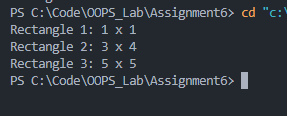 PS C:\Code\OOPS_Lab\Assignment6> cd "c:\
Rectangle 1: 1 x 1
Rectangle 2: 3 x 4
Rectangle 3: 5 x 5
PS C:\Code\OOPS_Lab\Assignment6>